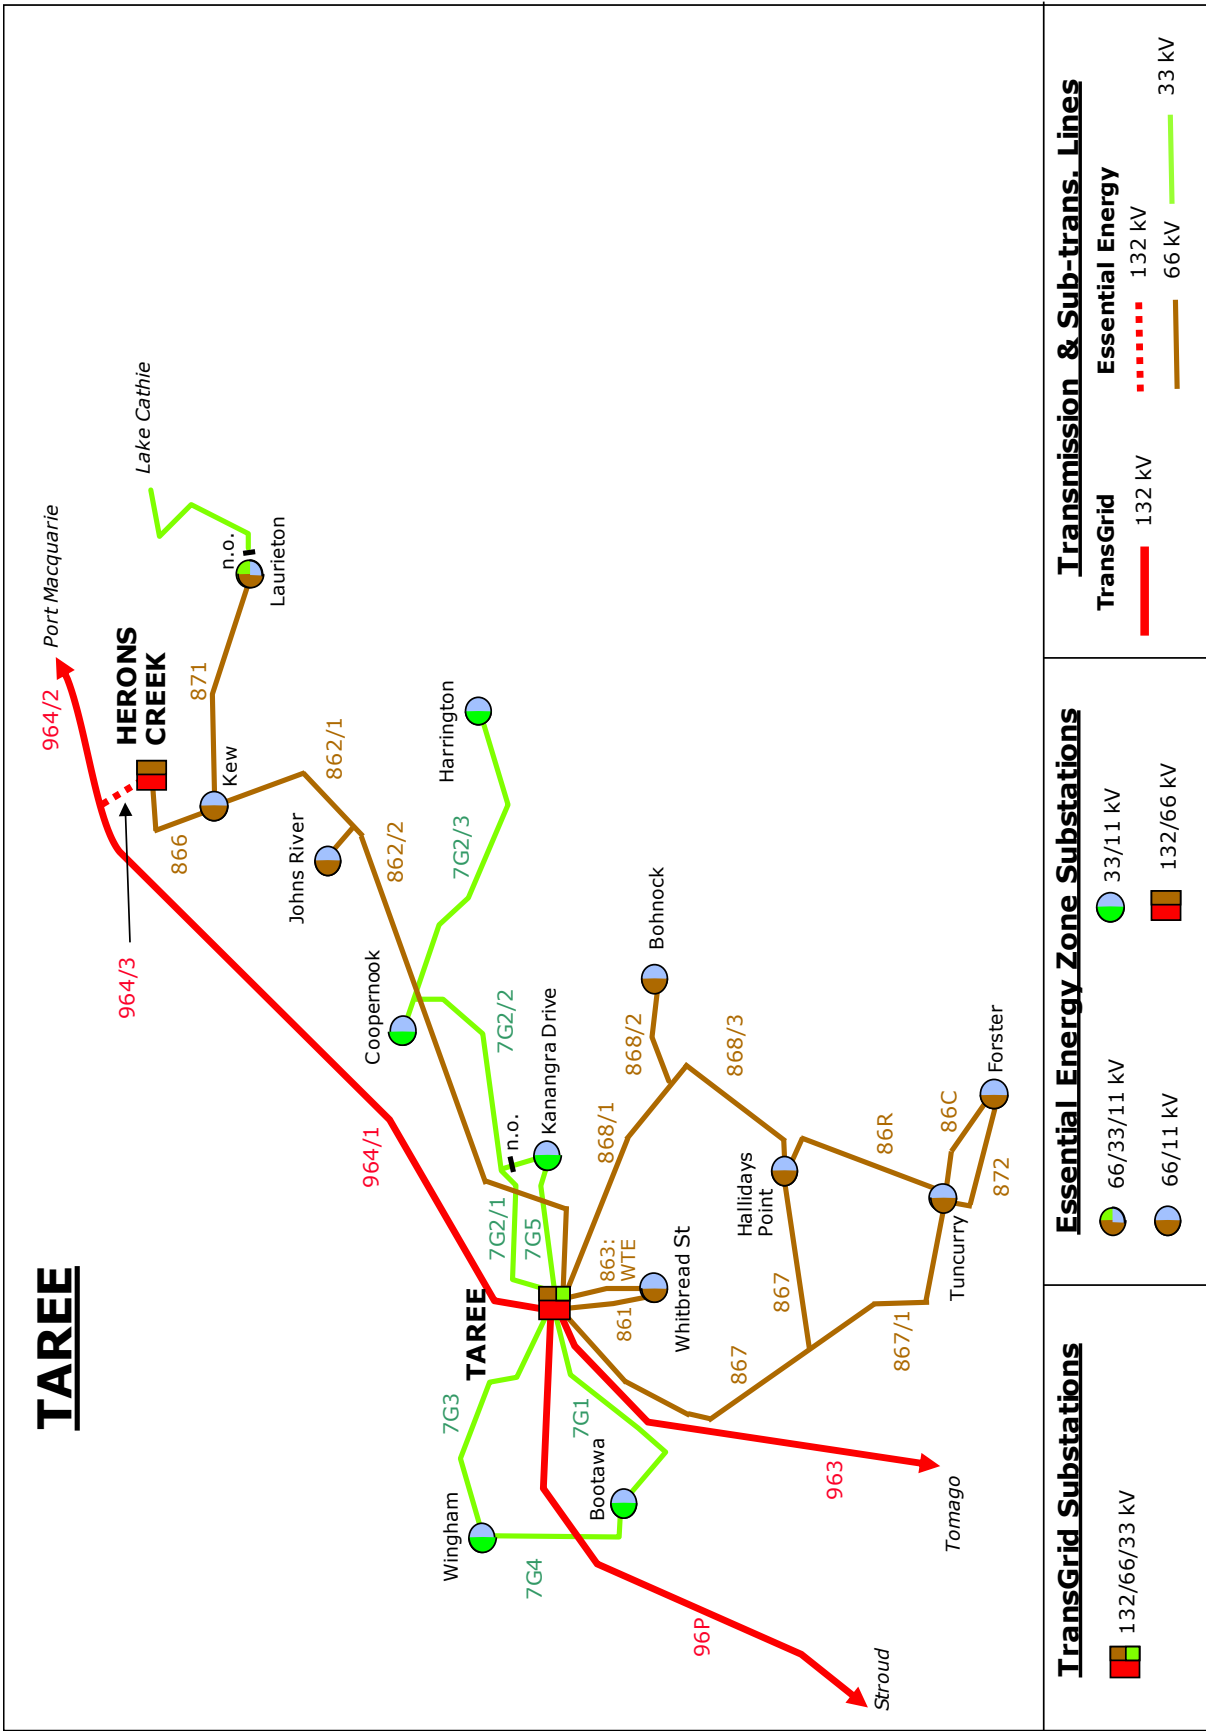 TAREE
Port Macquarie
964/2
HERONS
CREEK
964/3
866
Kew
871
n.o.
Laurieton
Lake Cathie
862/1
Johns River
862/2
Harrington
7G2/3
Coopernook
7G2/2
964/1
n.o.
Kanangra Drive
7G2/1
7G5
TAREE
7G3
7G1
Wingham
7G4
Bootawa
96P
Stroud
963
Tomago
863:
WTE
861
Whitbread St
868/1
868/2
Bohnock
868/3
Hallidays
Point
867
867
867/1
86R
Tuncurry
86C
872
Forster
TransGrid Substations
132/66/33 kV
Essential Energy Zone Substations
66/33/11 kV
33/11 kV
66/11 kV
132/66 kV
Transmission & Sub-trans. Lines
TransGrid
Essential Energy
132 kV
132 kV
66 kV
33 kV